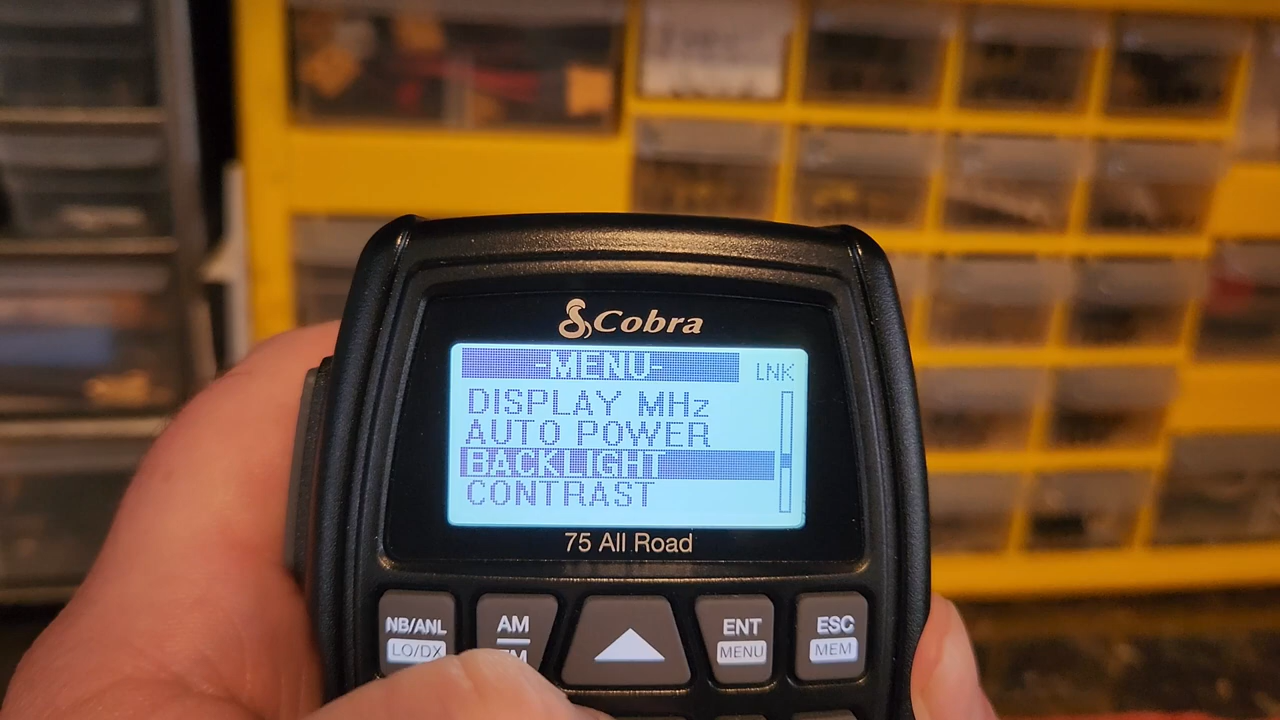 Cobra
-MENU-
LNK
DISPLAY MHz
AUTO POWER
BACKLIGHT
CONTRAST
75 All Road
NB/ANL
LO/DX
AM
FM
ENT
MENU
ESC
MEM